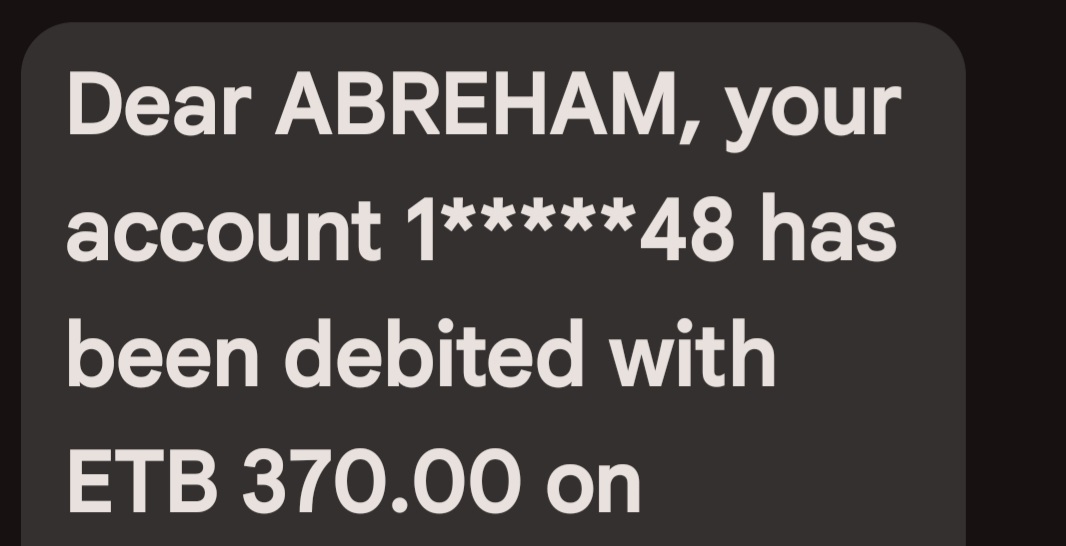 Dear ABREHAM, your
account 1*****48 has
been debited with
ETB 370.00 on